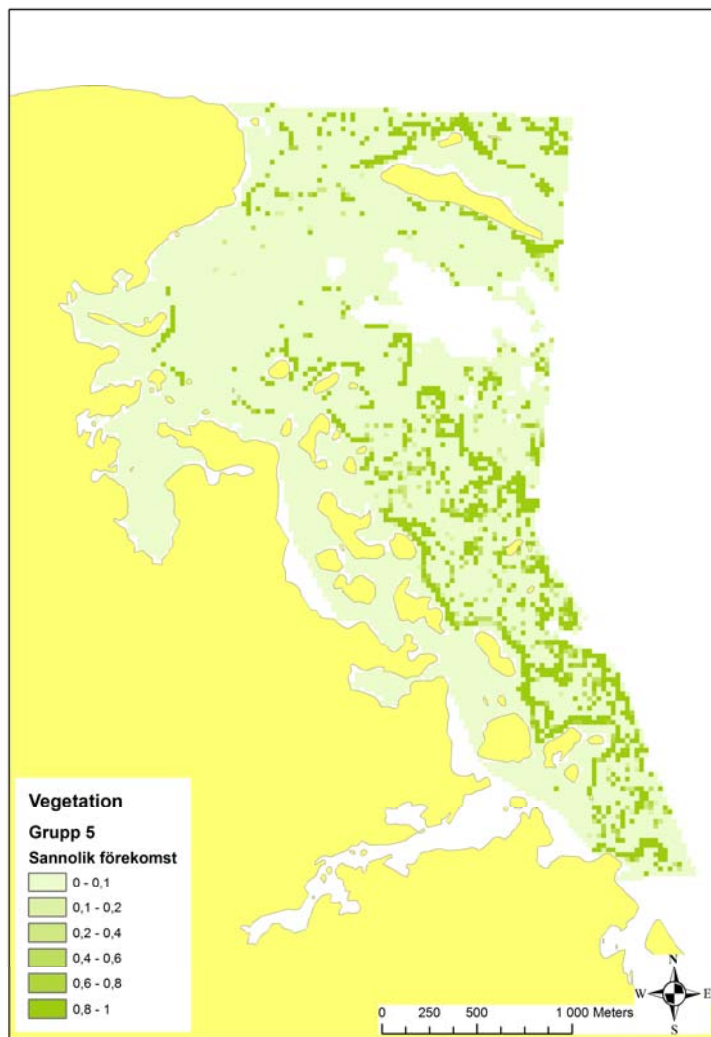 Vegetation
Grupp 5
Sannolik förekomst
0 - 0,1
0,1 - 0,2
0,2 - 0,4
0,4 - 0,6
0,6 - 0,8
0,8 - 1
0 250 500 1 000 Meters
N
W E
S